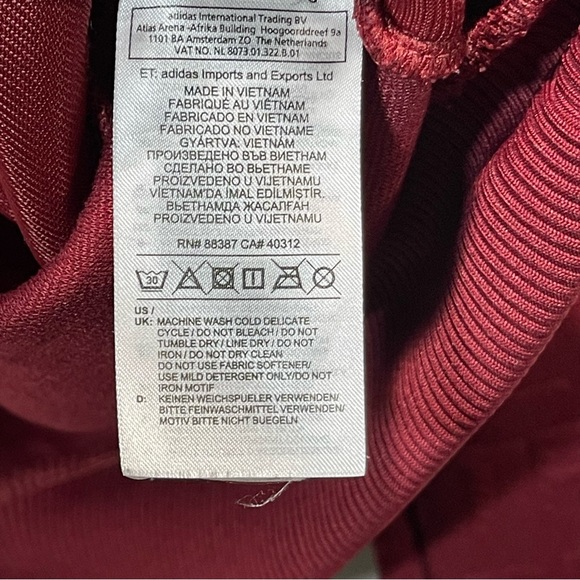 adidas International Trading BV
Atlas Arena -Afrika Building Hoogoorddreef 9a
1101 BA Amsterdam ZO The Netherlands
VAT NO. NL 8073.01.322.B.01
ET: adidas Imports and Exports Ltd
MADE IN VIETNAM
FABRIQUÉ AU VIETNAM
FABRICADO EN VIETNAM
FABRICADO NO VIETNAME
GYÁRTVA: VIETNÁM
ПРОИЗВЕДЕНО ВЪВ ВИЕТНАМ
СДЕЛАНО ВО ВЬЕТНАМЕ
PROIZVEDENO U VIJETNAMU
VİETNAM'DA İMAL EDİLMİŞTİR.
ВЬЕТНАМДА ЖАСАЛҒАН
PROIZVEDENO U VIJETNAMU
RN# 88387 CA# 40312
30
US /
UK: MACHINE WASH COLD DELICATE
CYCLE / DO NOT BLEACH / DO NOT
TUMBLE DRY / LINE DRY / DO NOT
IRON / DO NOT DRY CLEAN
DO NOT USE FABRIC SOFTENER/
USE MILD DETERGENT ONLY/DO NOT
IRON MOTIF
D: KEINEN WEICHSPUELER VERWENDEN/
BITTE FEINWASCHMITTEL VERWENDEN/
MOTIV BITTE NICHT BUEGELN